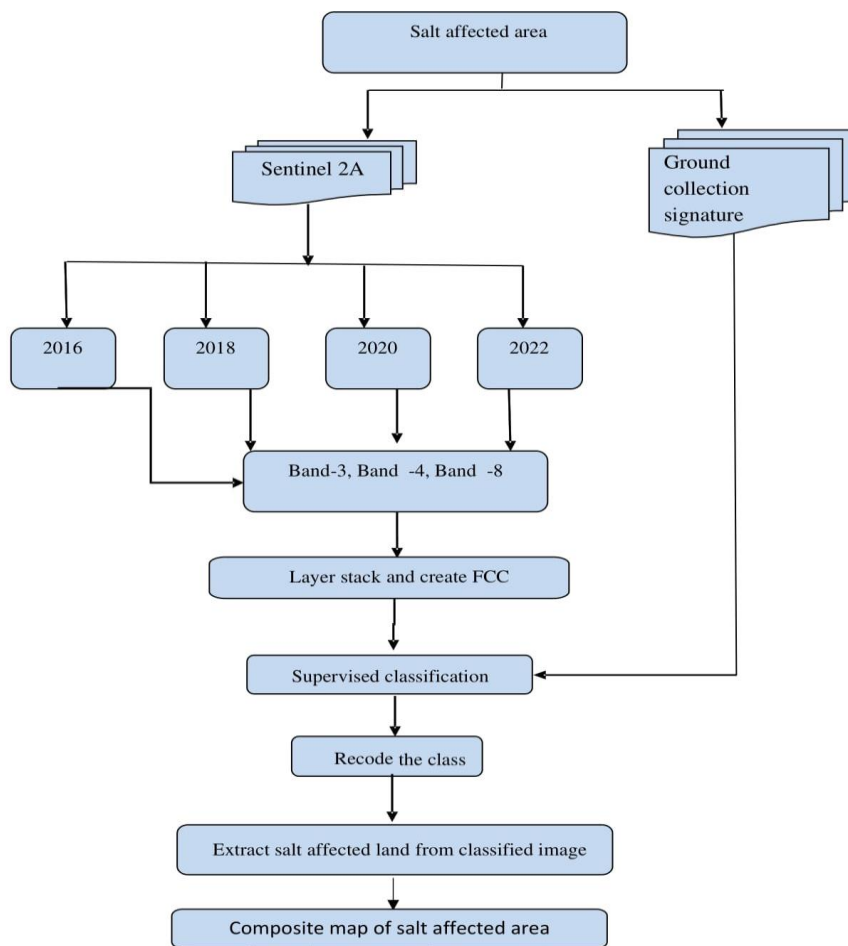 Salt affected area
Sentinel 2A
Ground
collection
signature
2016
2018
2020
2022
Band-3, Band -4, Band -8
Layer stack and create FCC
Supervised classification
Recode the class
Extract salt affected land from classified image
Composite map of salt affected area